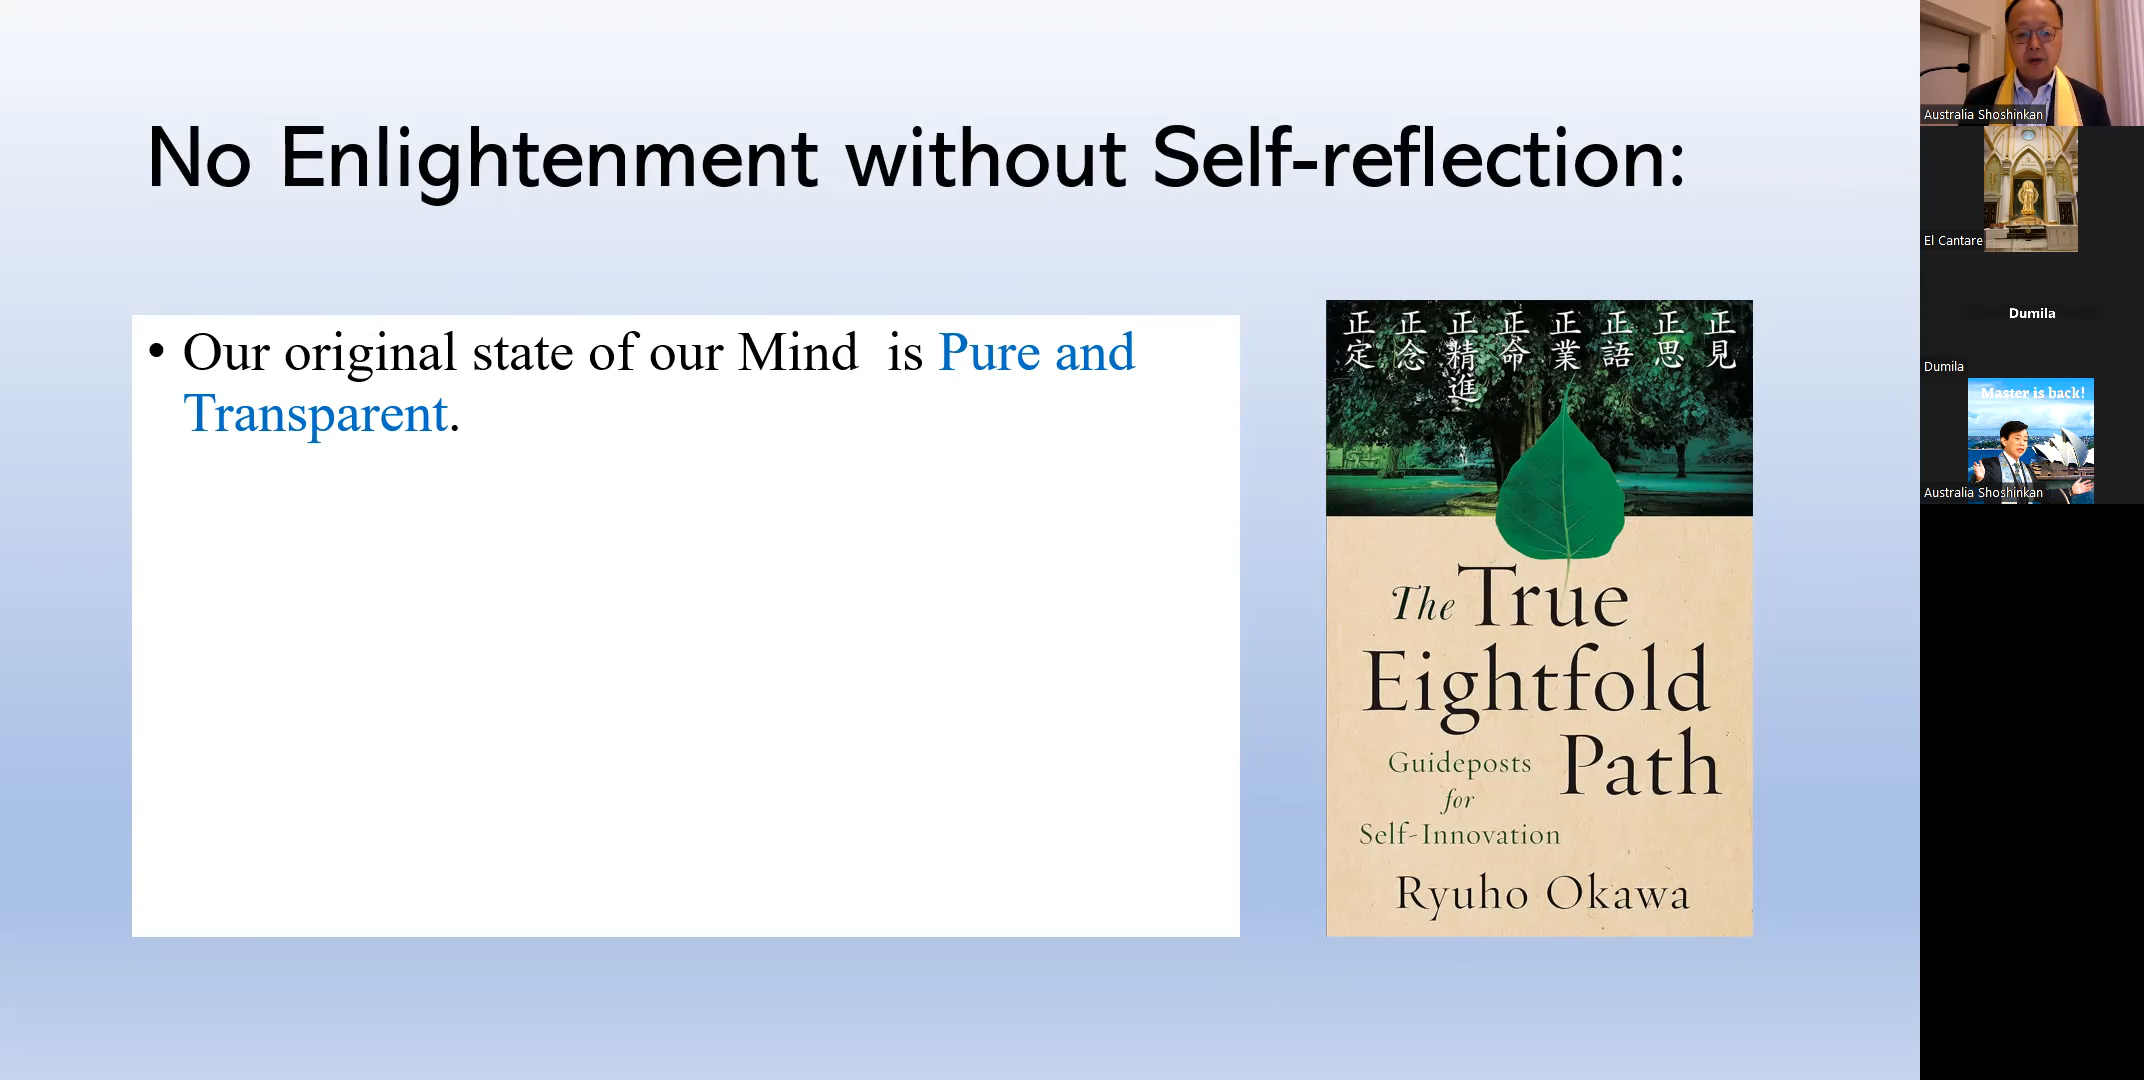 No Enlightenment without Self-reflection:
• Our original state of our Mind  is Pure and
Transparent.
正見
正思
正語
正業
正命
正精進
正念
正定
The True
Eightfold
Path
Guideposts
for
Self-Innovation
Ryuho Okawa
Australia Shoshinkan
El Cantare
Dumila
Dumila
Master is back!
Australia Shoshinkan